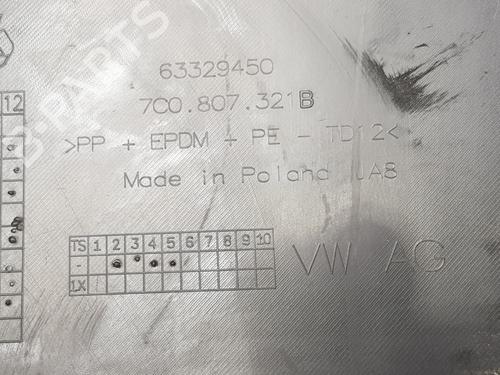 63329450
7C0.807.321B
>PP + EPDM + PE - TD12<
Made in Poland UA8
12
TS 1 2 3 4 5 6 7 8 9 10
-
1X
VW AG
B-PARTS